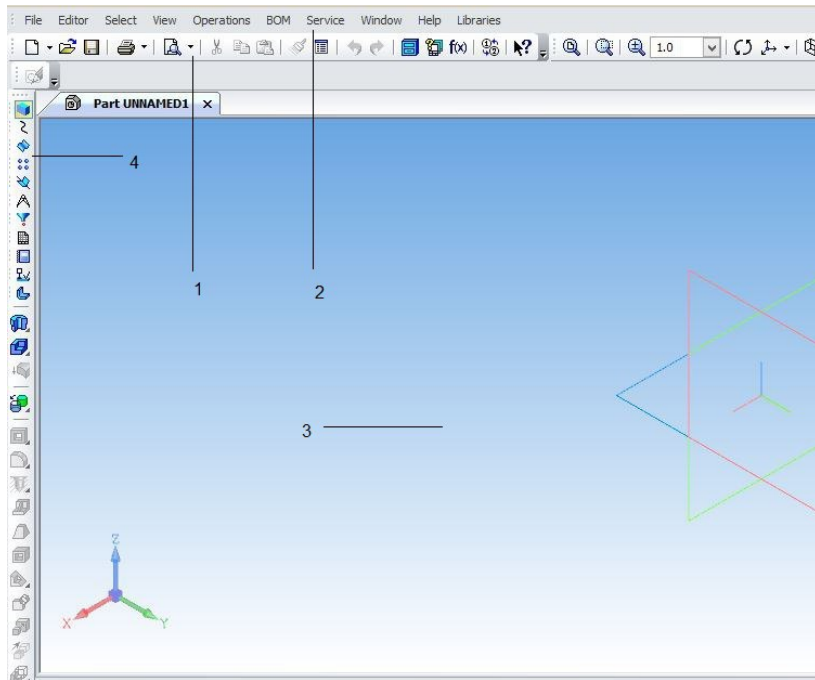 File Editor Select View Operations BOM Service Window Help Libraries
f(x) 1.0
Part UNNAMED1
4
1
2
3
Z
X Y